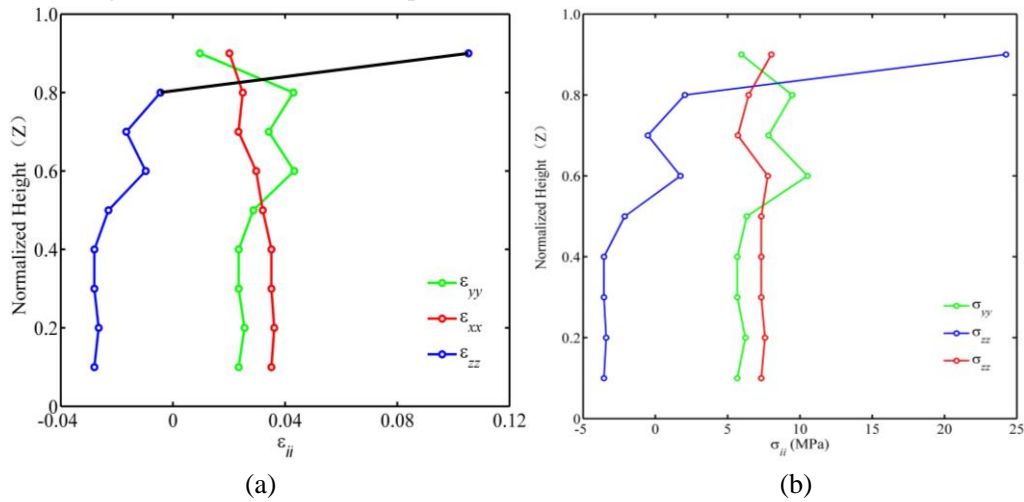 1.0
0.8
0.6
0.4
0.2
0
-0.04
0
0.04
0.08
0.12
Normalized Height (Z)
ε_ii
ε_yy
ε_xx
ε_zz
(a)
1.0
0.8
0.6
0.4
0.2
0
-5
0
5
10
15
20
25
Normalized Height (Z)
σ_ii (MPa)
σ_yy
σ_zz
σ_zz
(b)